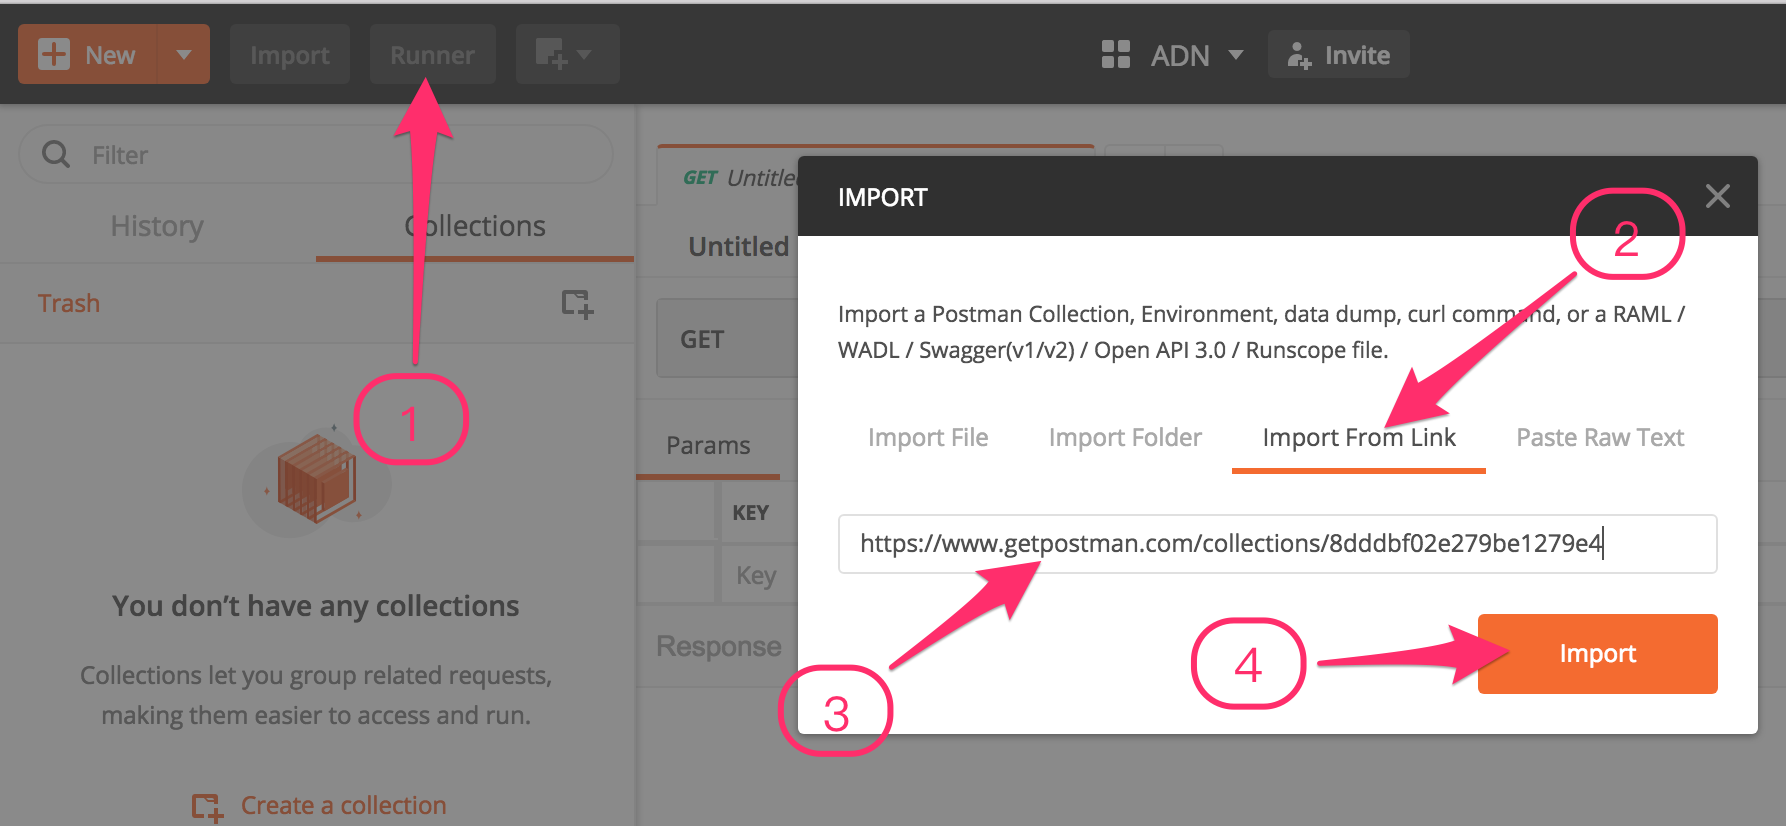 New
Import
Runner
ADN
Invite
Filter
History
Collections
Trash
1
You don't have any collections
Collections let you group related requests,
making them easier to access and run.
Create a collection
GET Untitled
Untitled
GET
Params
KEY
Key
Response
IMPORT
2
Import a Postman Collection, Environment, data dump, curl command, or a RAML /
WADL / Swagger(v1/v2) / Open API 3.0 / Runscope file.
Import File
Import Folder
Import From Link
Paste Raw Text
https://www.getpostman.com/collections/8dddbf02e279be1279e4
3
4
Import